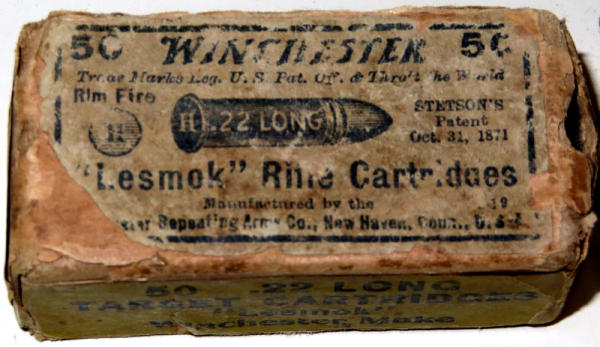 50 WINCHESTER 50
Trade Marks Reg. U. S. Pat. Off. & Thro't the World
Rim Fire
STETSON'S
Patent
Oct. 31, 1871
H
H .22 LONG
"Lesmok" Rifle Cartridges
Manufactured by the 19
Repeating Arms Co., New Haven, Conn., U. S. A.
50 .22 LONG
TARGET CARTRIDGES
"Lesmok"
Winchester Make